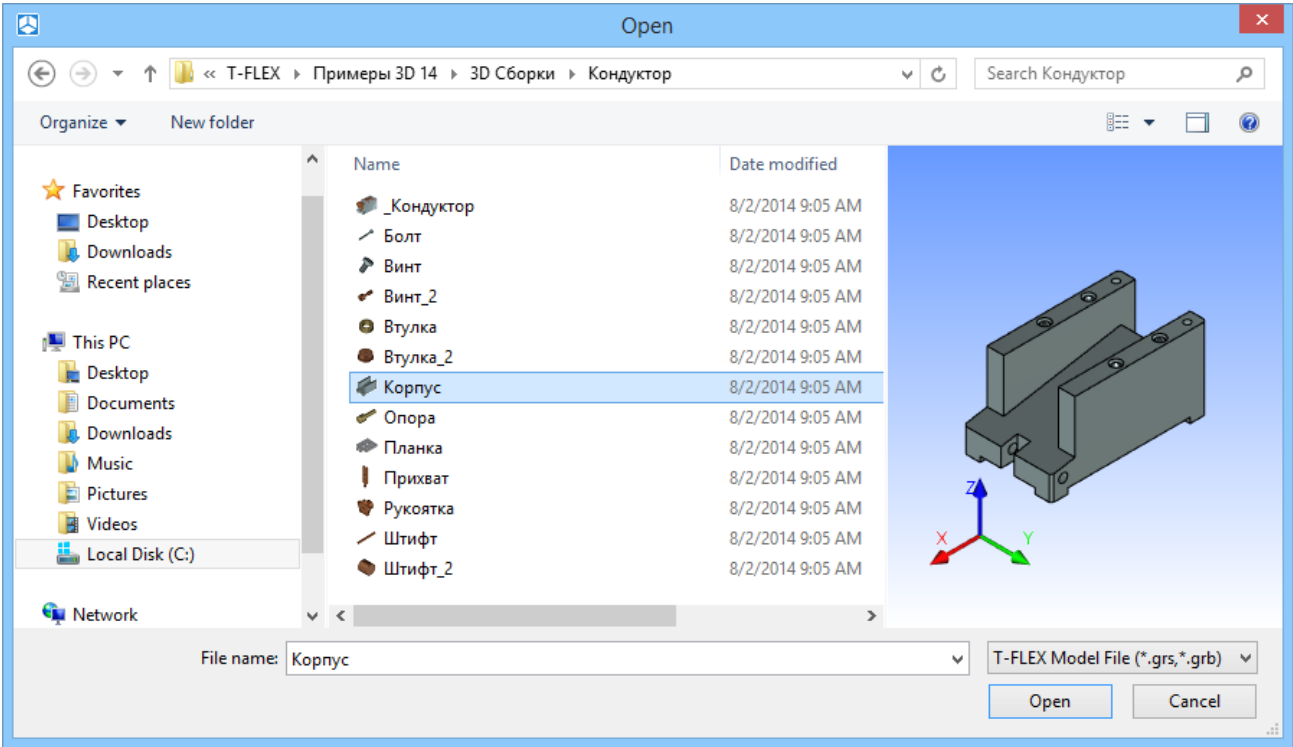 Open
« T-FLEX Примеры 3D 14 3D Сборки Кондуктор
Search Кондуктор
Organize
New folder
Name
Date modified
Favorites
Desktop
Downloads
Recent places
This PC
Desktop
Documents
Downloads
Music
Pictures
Videos
Local Disk (C:)
Network
_Кондуктор 8/2/2014 9:05 AM
Болт 8/2/2014 9:05 AM
Винт 8/2/2014 9:05 AM
Винт_2 8/2/2014 9:05 AM
Втулка 8/2/2014 9:05 AM
Втулка_2 8/2/2014 9:05 AM
Корпус 8/2/2014 9:05 AM
Опора 8/2/2014 9:05 AM
Планка 8/2/2014 9:05 AM
Прихват 8/2/2014 9:05 AM
Рукоятка 8/2/2014 9:05 AM
Штифт 8/2/2014 9:05 AM
Штифт_2 8/2/2014 9:05 AM
Z
X
Y
File name: Корпус
T-FLEX Model File (*.grs,*.grb)
Open
Cancel